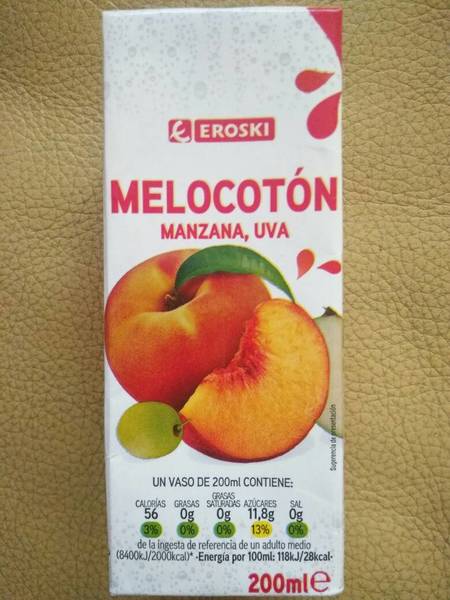 EROSKI
MELOCOTÓN
MANZANA, UVA
Sugerencia de presentación
UN VASO DE 200ml CONTIENE:
CALORÍAS GRASAS GRASAS SATURADAS AZÚCARES SAL
56 0g 0g 11,8g 0g
3% 0% 0% 13% 0%
de la ingesta de referencia de un adulto medio
(8400kJ/2000kcal)* ·Energía por 100ml: 118kJ/28kcal·
200ml e